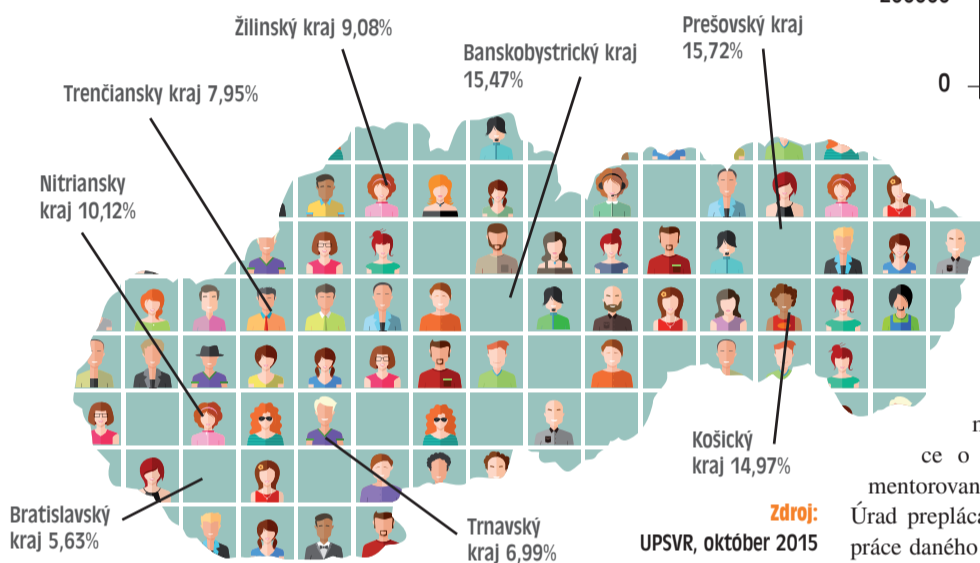 Žilinský kraj 9,08%
Prešovský kraj
15,72%
Banskobystrický kraj
15,47%
0
Trenčiansky kraj 7,95%
Nitriansky
kraj 10,12%
Košický
kraj 14,97%
Bratislavský
kraj 5,63%
Trnavský
kraj 6,99%
Zdroj:
UPSVR, október 2015
ce o
mentorovan
Úrad prepláca
práce daného